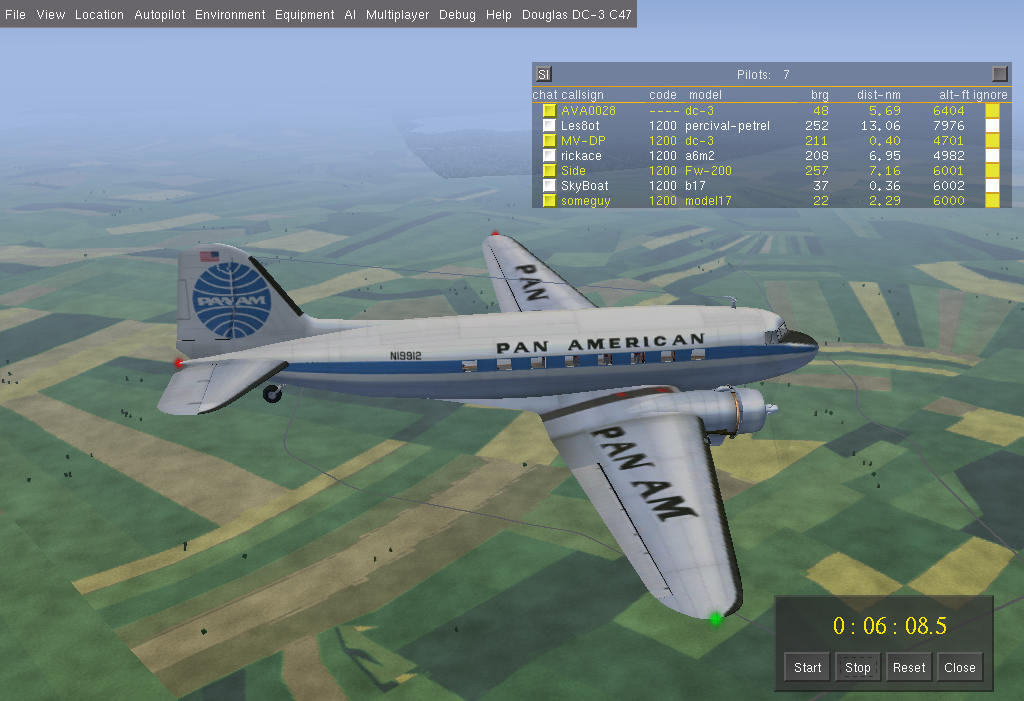 File View Location Autopilot Environment Equipment AI Multiplayer Debug Help Douglas DC-3 C47
SI Pilots: 7
chat callsign code model brg dist-nm alt-ft ignore
AVA0028 ---- dc-3 48 5.69 6404
Les8ot 1200 percival-petrel 252 13.06 7976
MV-DP 1200 dc-3 211 0.40 4701
rickace 1200 a6m2 208 6.95 4982
Side 1200 Fw-200 257 7.16 6001
SkyBoat 1200 b17 37 0.36 6002
someguy 1200 model17 22 2.29 6000
PAN
PAN AM
PAN AMERICAN
N19912
PAN AM
0:06:08.5
Start Stop Reset Close